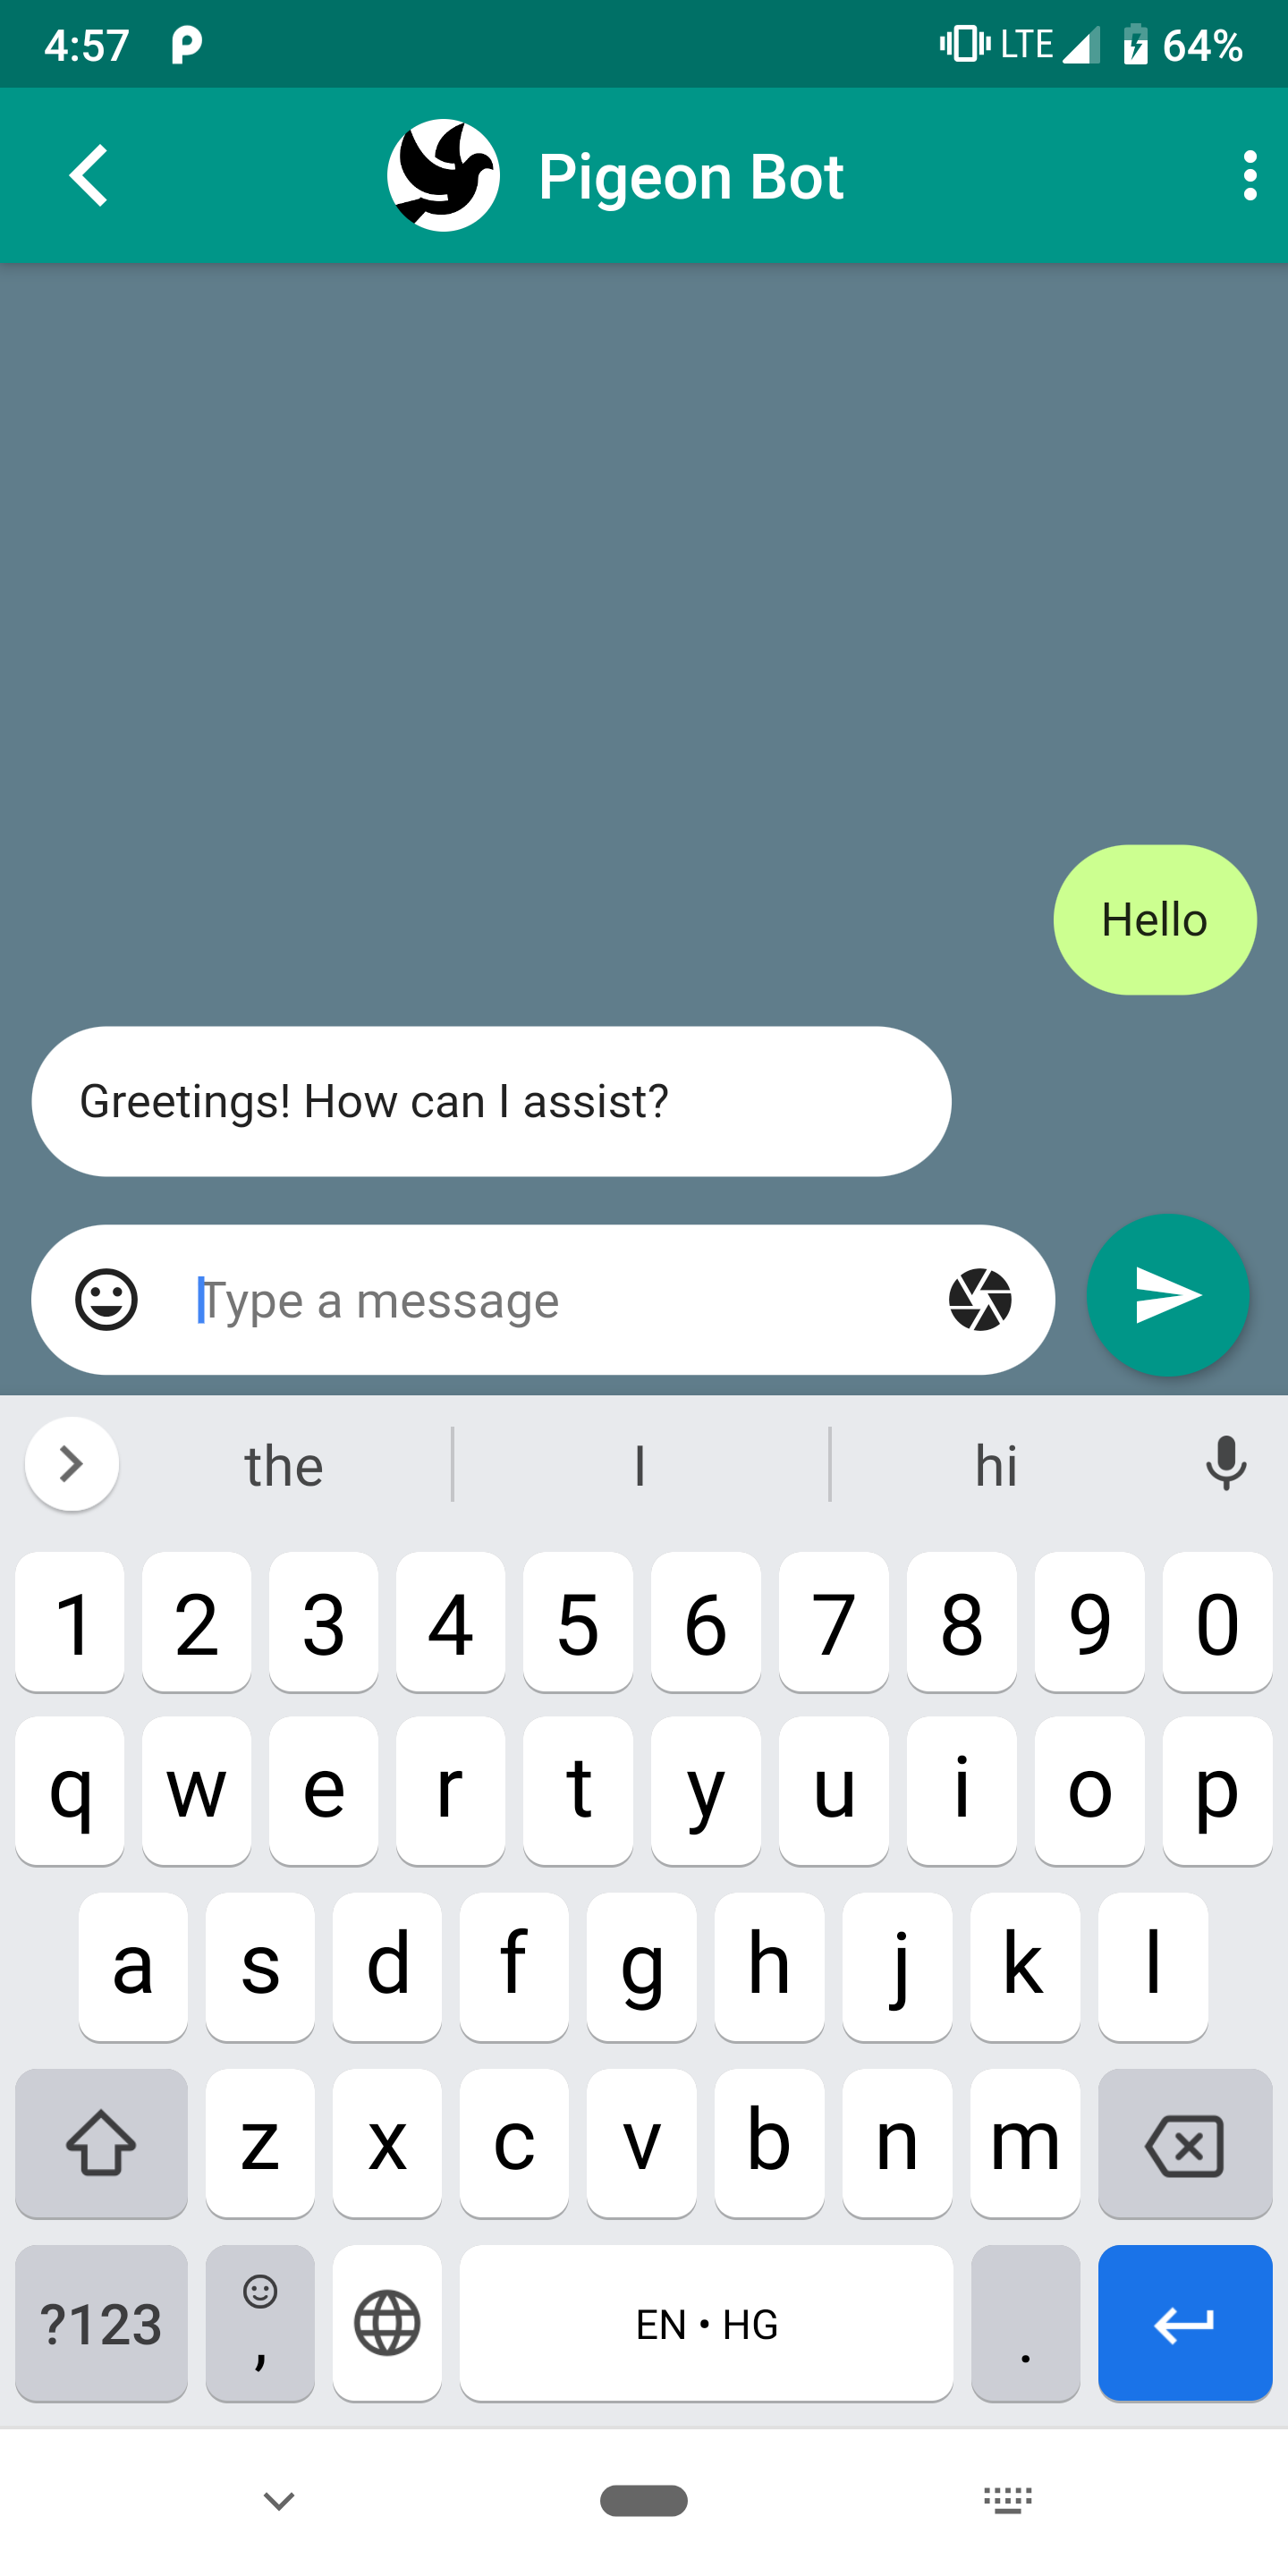 4:57 LTE 64%
Pigeon Bot
Hello
Greetings! How can I assist?
Type a message
the I hi
1 2 3 4 5 6 7 8 9 0
q w e r t y u i o p
a s d f g h j k l
z x c v b n m
?123 , EN • HG .